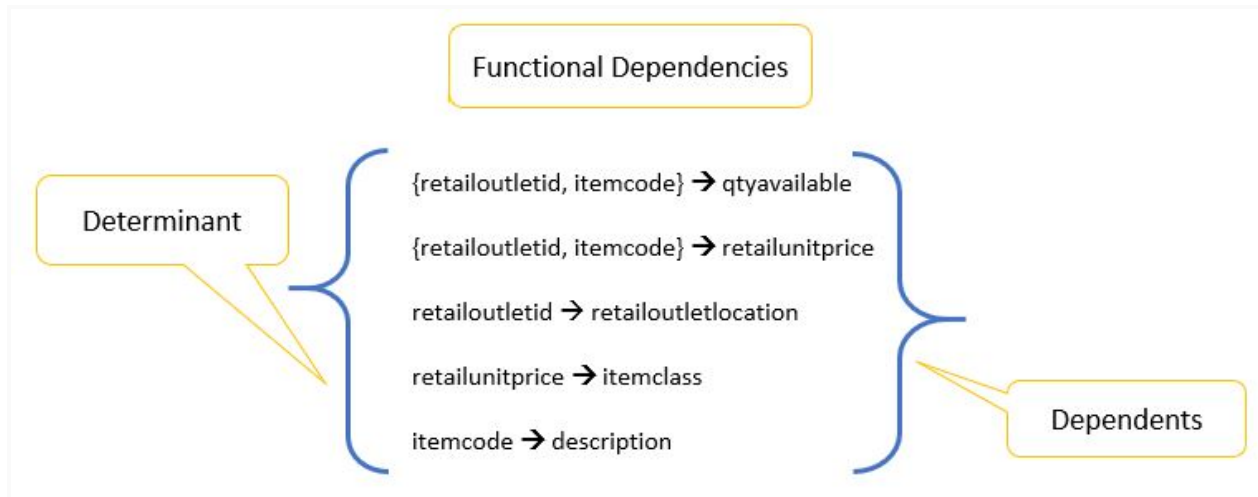 Functional Dependencies
Determinant
{retailoutletid, itemcode} → qtyavailable
{retailoutletid, itemcode} → retailunitprice
retailoutletid → retailoutletlocation
retailunitprice → itemclass
itemcode → description
Dependents